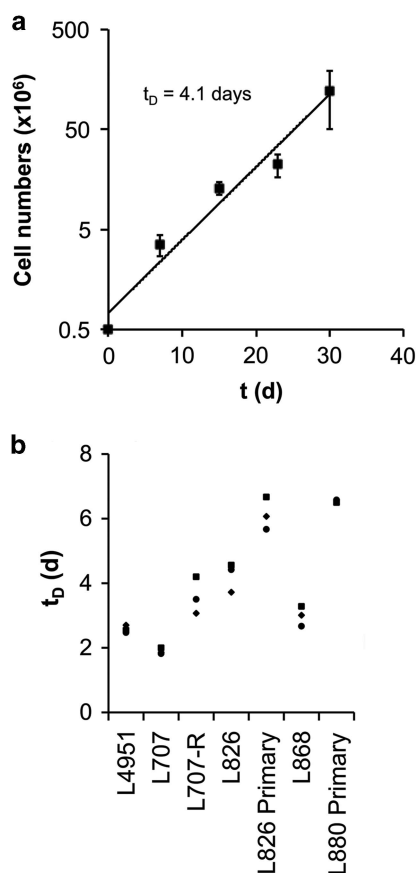 a
500
50
5
0.5
Cell numbers (x10⁶)
t_D = 4.1 days
0 10 20 30 40
t (d)
b
8
6
4
2
0
t_D (d)
L4951
L707
L707-R
L826
L826 Primary
L868
L880 Primary